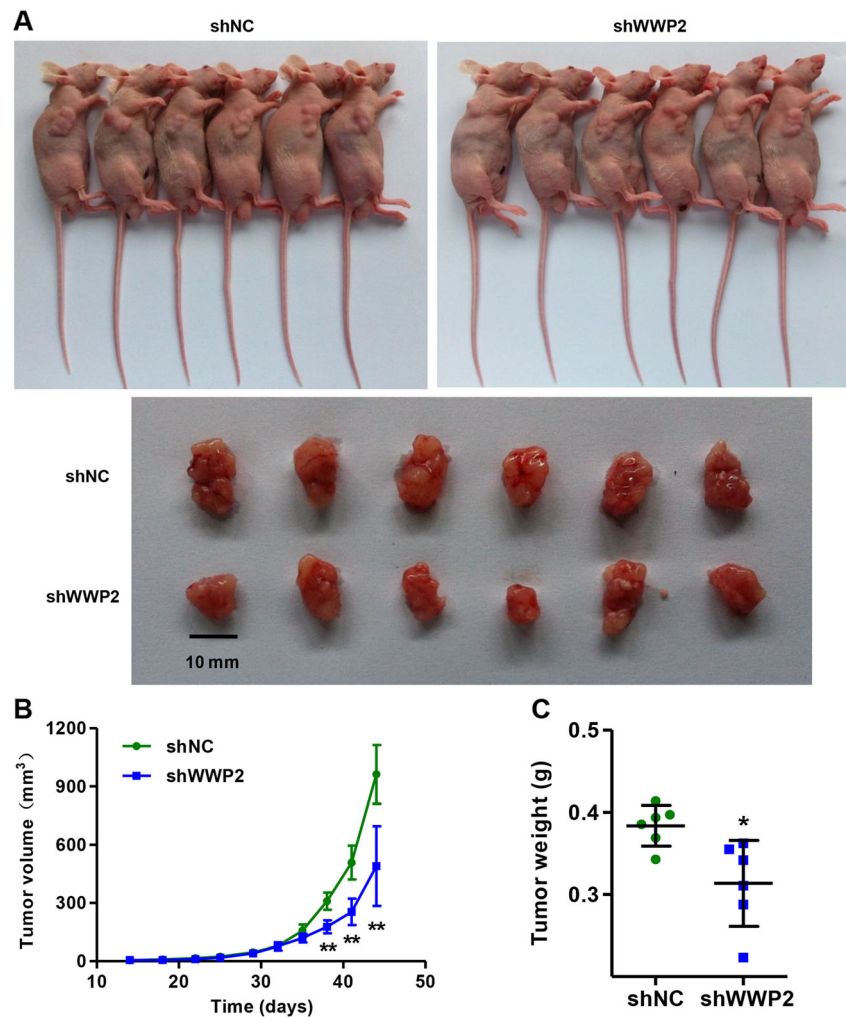 A
shNC
shWWP2
shNC
shWWP2
10 mm
B
1200
900
600
300
0
Tumor volume (mm³)
shNC
shWWP2
** ** **
10 20 30 40 50
Time (days)
C
0.5
0.4
0.3
Tumor weight (g)
*
shNC shWWP2